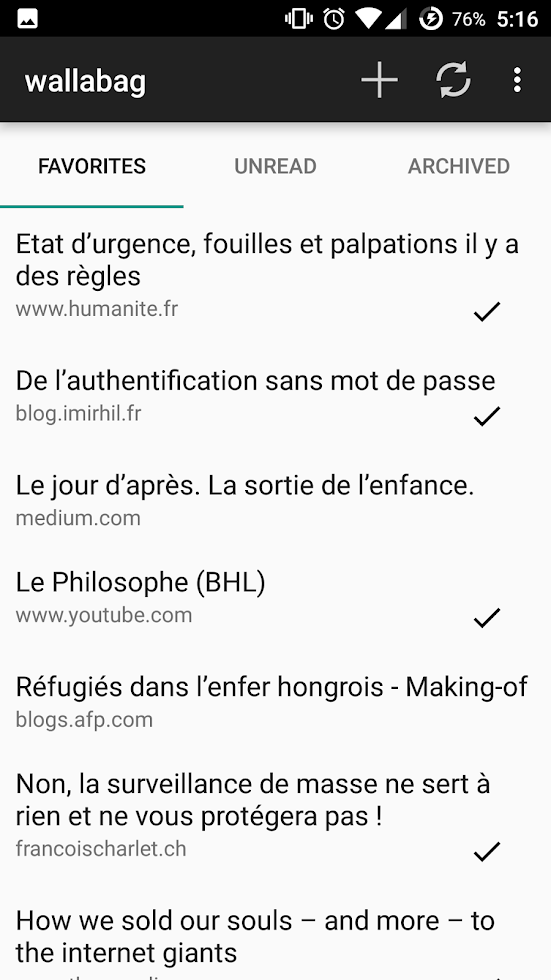 76% 5:16
wallabag
FAVORITES UNREAD ARCHIVED
Etat d’urgence, fouilles et palpations il y a
des règles
www.humanite.fr
De l’authentification sans mot de passe
blog.imirhil.fr
Le jour d’après. La sortie de l’enfance.
medium.com
Le Philosophe (BHL)
www.youtube.com
Réfugiés dans l’enfer hongrois - Making-of
blogs.afp.com
Non, la surveillance de masse ne sert à
rien et ne vous protégera pas !
francoischarlet.ch
How we sold our souls – and more – to
the internet giants